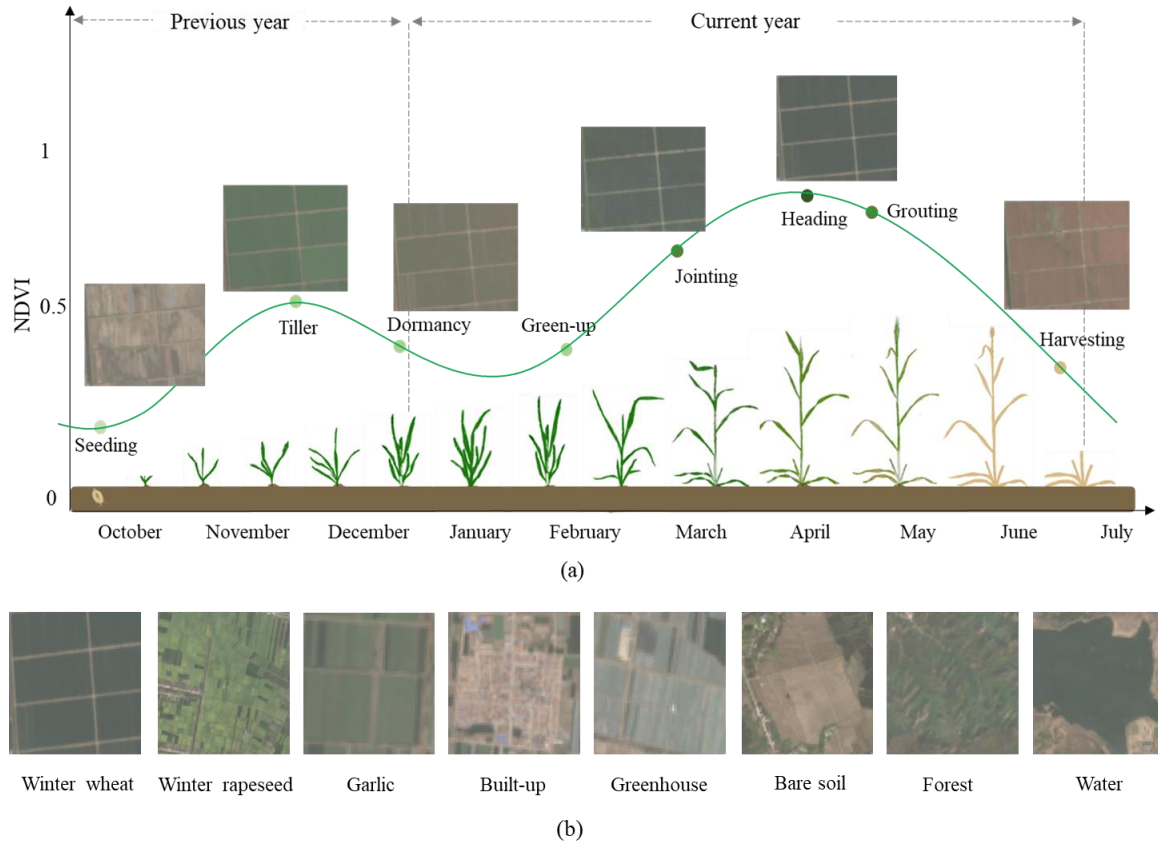 Previous year
Current year
1
Heading
Grouting
Jointing
NDVI
0.5
Tiller
Dormancy
Green-up
Harvesting
Seeding
0
October
November
December
January
February
March
April
May
June
July
(a)
Winter wheat
Winter rapeseed
Garlic
Built-up
Greenhouse
Bare soil
Forest
Water
(b)